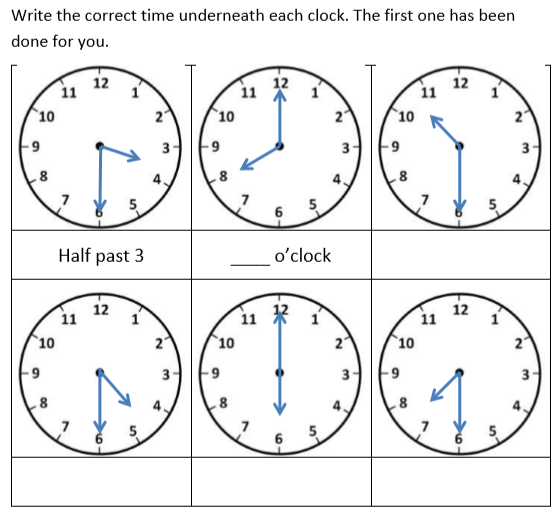 Write the correct time underneath each clock. The first one has been
done for you.
12 1 2 3 4 5 6 7 8 9 10 11
12 1 2 3 4 5 6 7 8 9 10 11
12 1 2 3 4 5 6 7 8 9 10 11
Half past 3
____ o’clock
12 1 2 3 4 5 6 7 8 9 10 11
12 1 2 3 4 5 6 7 8 9 10 11
12 1 2 3 4 5 6 7 8 9 10 11